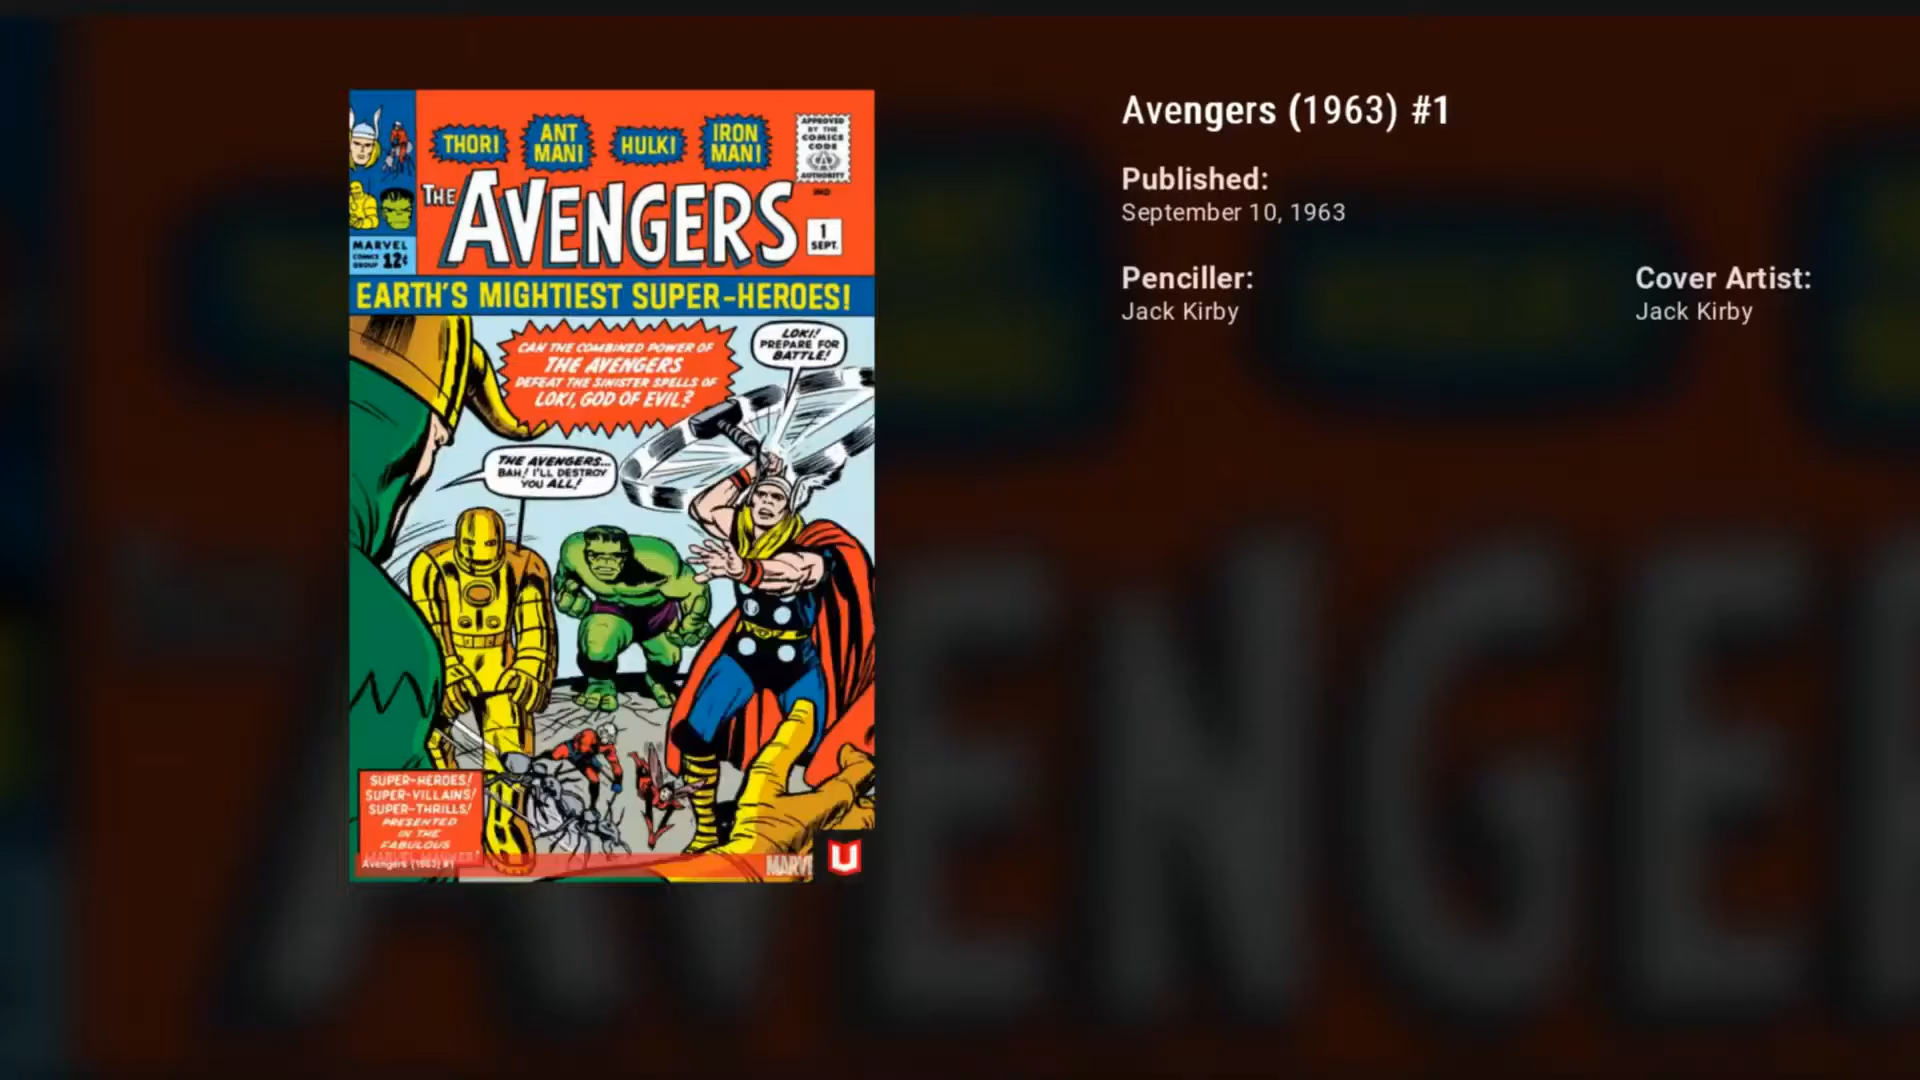 THOR!
ANT
MAN!
HULK!
IRON
MAN!
APPROVED
BY THE
COMICS
CODE
AUTHORITY
IND
THE AVENGERS
1
SEPT.
MARVEL
COMICS
GROUP
12¢
EARTH'S MIGHTIEST SUPER-HEROES!
CAN THE COMBINED POWER OF
THE AVENGERS
DEFEAT THE SINISTER SPELLS OF
LOKI, GOD OF EVIL?
LOKI!
PREPARE FOR
BATTLE!
THE AVENGERS...
BAH! I'LL DESTROY
YOU ALL!
SUPER-HEROES!
SUPER-VILLAINS!
SUPER-THRILLS!
PRESENTED
IN THE
FABULOUS
Avengers (1963) #1
U
Avengers (1963) #1
Published:
September 10, 1963
Penciller:
Jack Kirby
Cover Artist:
Jack Kirby